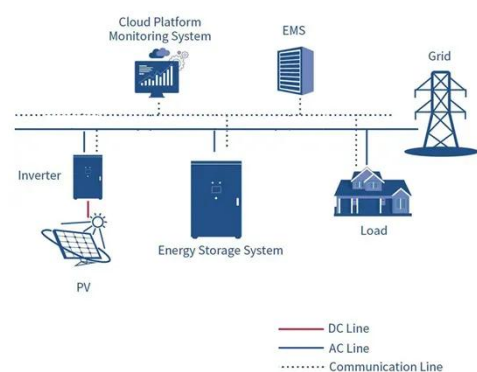 Cloud Platform
Monitoring System
EMS
Grid
Inverter
Energy Storage System
Load
PV
DC Line
AC Line
Communication Line